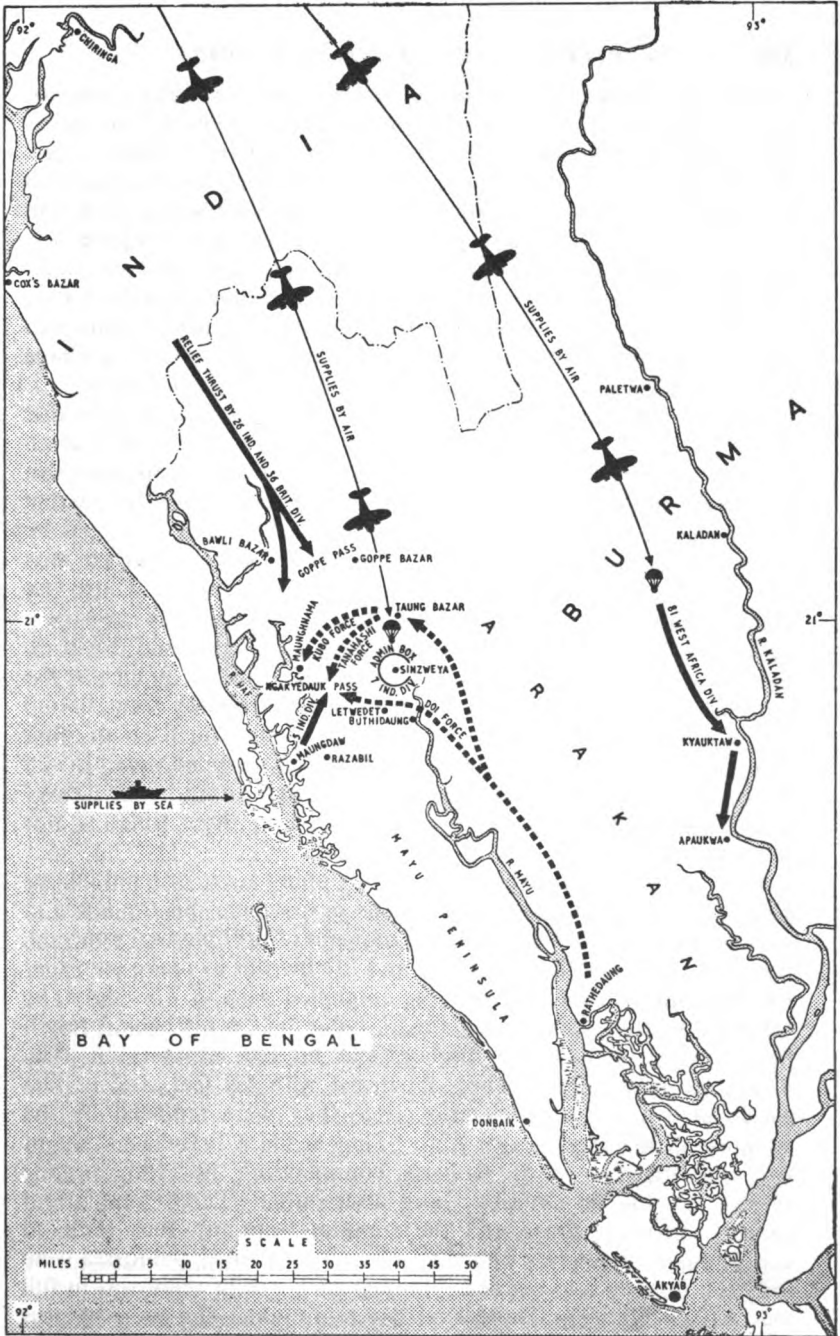 92°
93°
CHIRINGA
I N D I A
COX'S BAZAR
SUPPLIES BY AIR
SUPPLIES BY AIR
RELIEF THRUST BY 26 IND AND 36 BRIT DIV.
PALETWA
B U R M A
BAWLI BAZAR
GOPPE PASS
GOPPE BAZAR
KALADAN
21°
21°
TAUNG BAZAR
MAUNGHNAMA
KUBO FORCE
TANAHASHI
FORCE
ADMIN BOX
SINZWEYA
7 IND. DIV.
81 WEST AFRICA DIV
R. KALADAN
A R A K A N
R. NAF
NGAKYEDAUK PASS
5 IND. DIV
LETWEDET
BUTHIDAUNG
DOI FORCE
MAUNGDAW
RAZABIL
KYAUKTAW
SUPPLIES BY SEA
APAUKWA
MAYU PENINSULA
R. MAYU
RATHEDAUNG
BAY OF BENGAL
DONBAIK
SCALE
MILES 5 0 5 10 15 20 25 30 35 40 45 50
AKYAB
92°
93°